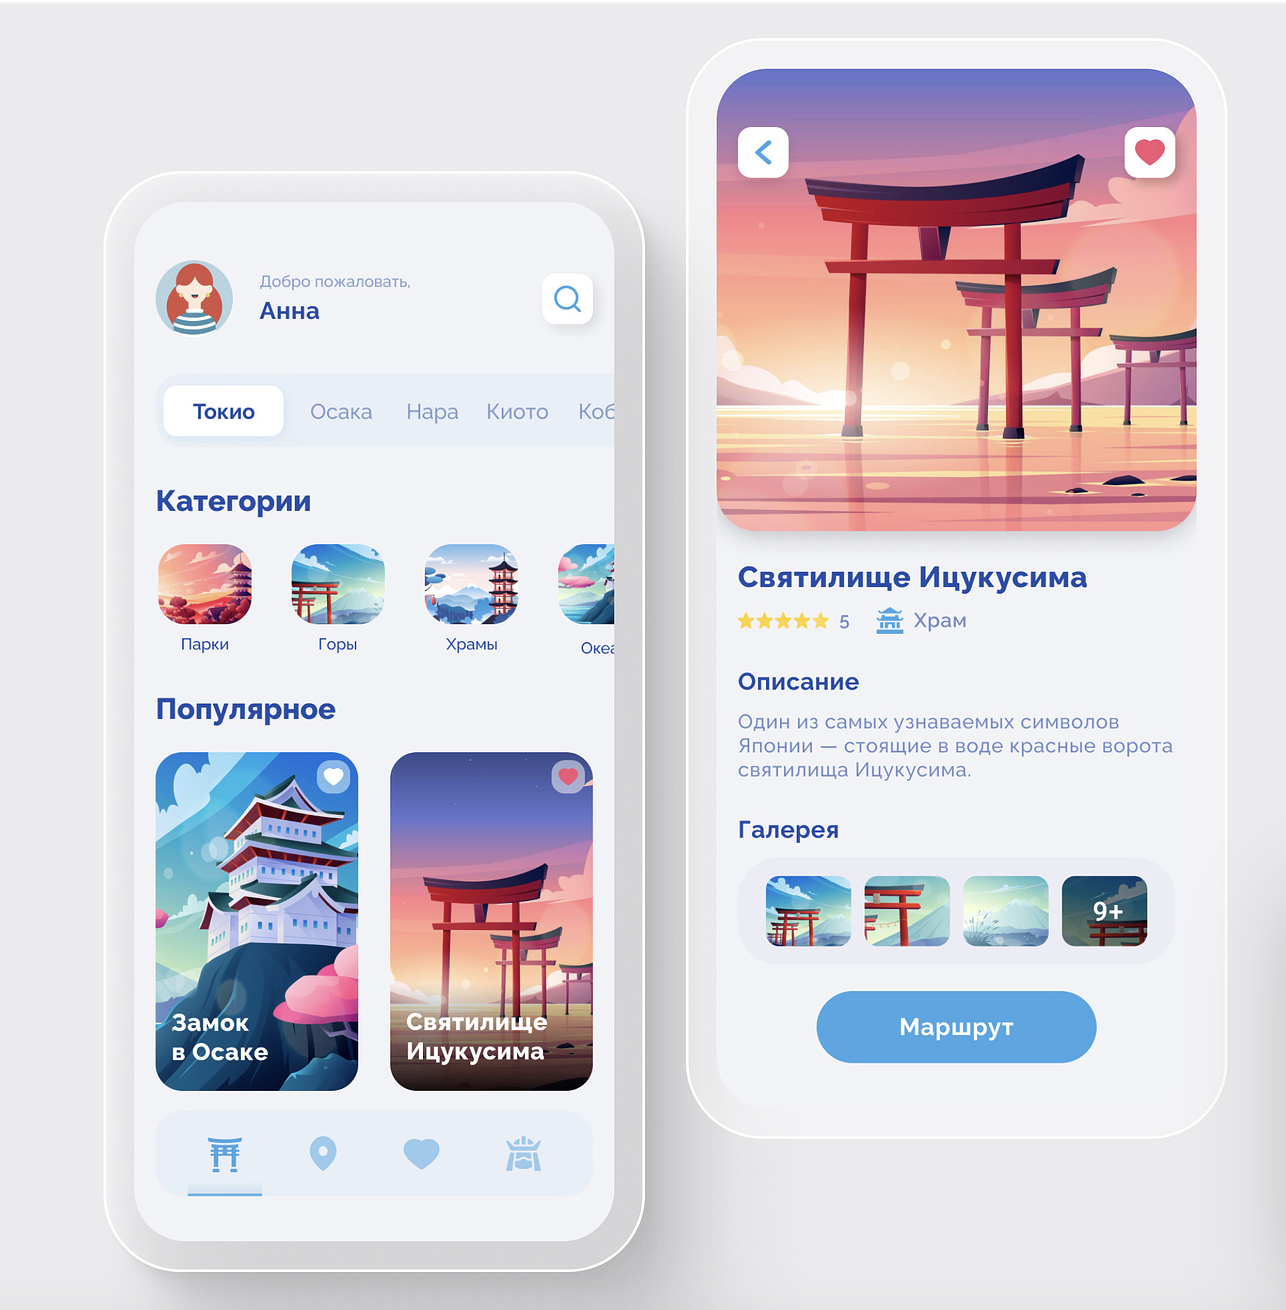 Добро пожаловать,
Анна
Токио Осака Нара Киото Коб
Категории
Парки Горы Храмы Океа
Популярное
Замок
в Осаке
Святилище
Ицукусима
Святилище Ицукусима
5 Храм
Описание
Один из самых узнаваемых символов
Японии — стоящие в воде красные ворота
святилища Ицукусима.
Галерея
9+
Маршрут